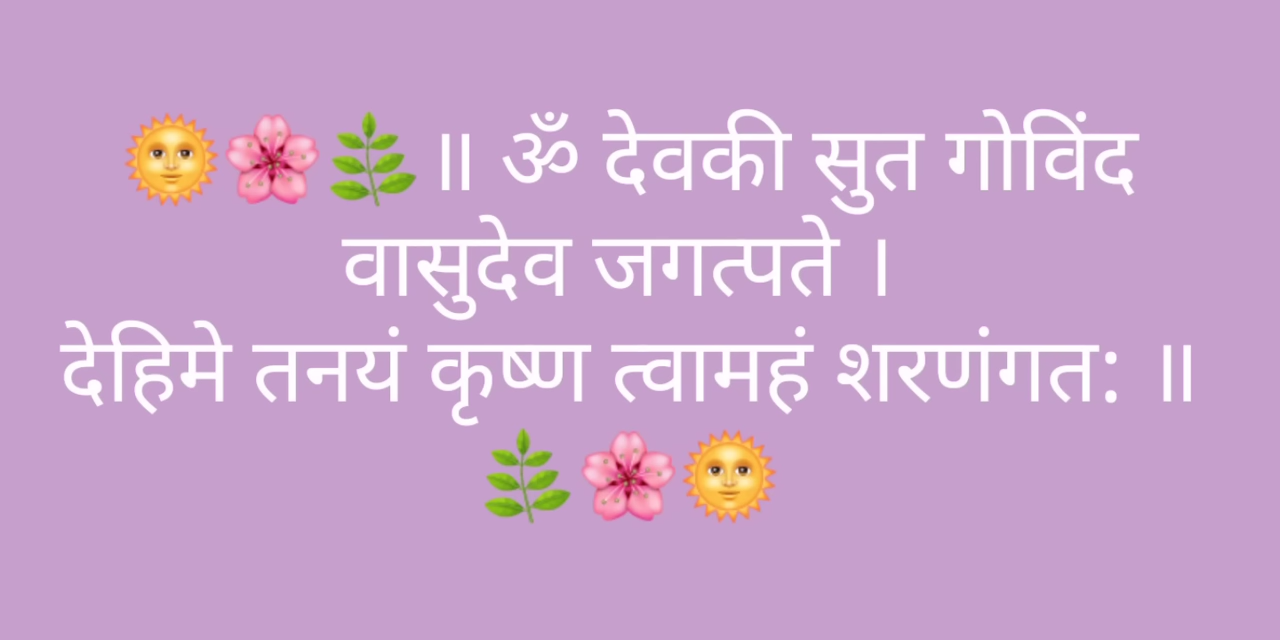 🌞🌸🌿॥ ॐ देवकी सुत गोविंद
वासुदेव जगत्पते ।
देहिमे तनयं कृष्ण त्वामहं शरणंगत: ॥
🌿🌸🌞